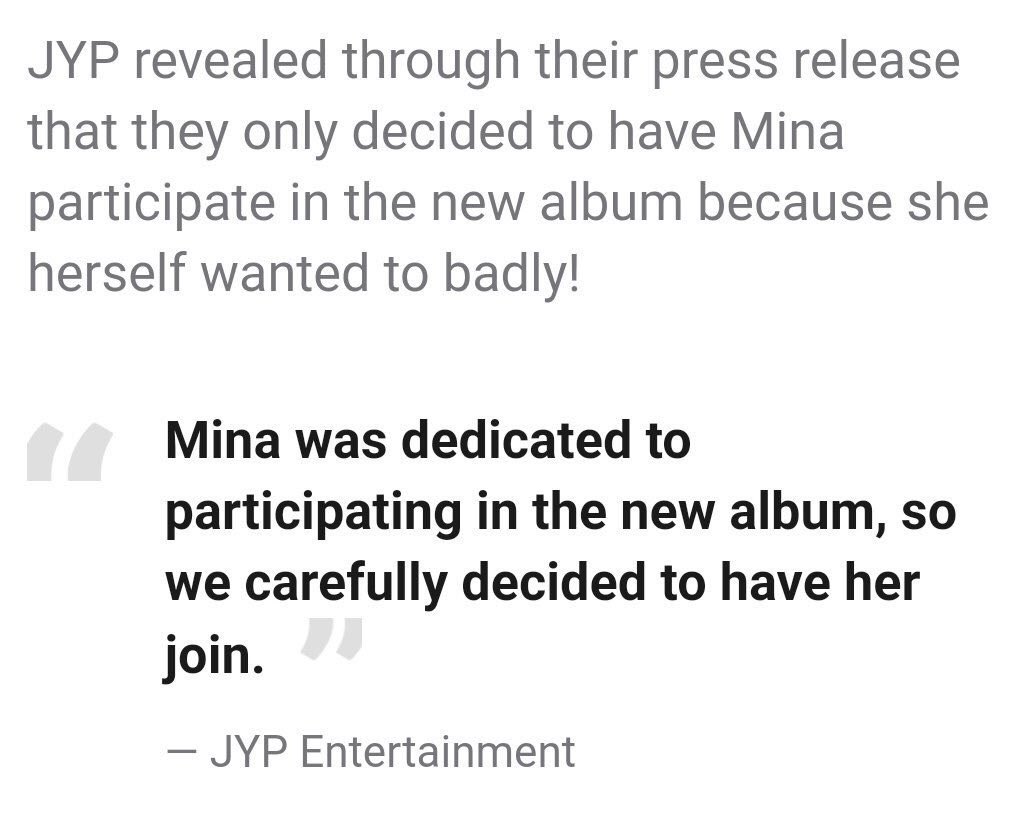 JYP revealed through their press release
that they only decided to have Mina
participate in the new album because she
herself wanted to badly!
“ Mina was dedicated to
participating in the new album, so
we carefully decided to have her
join. ”
— JYP Entertainment